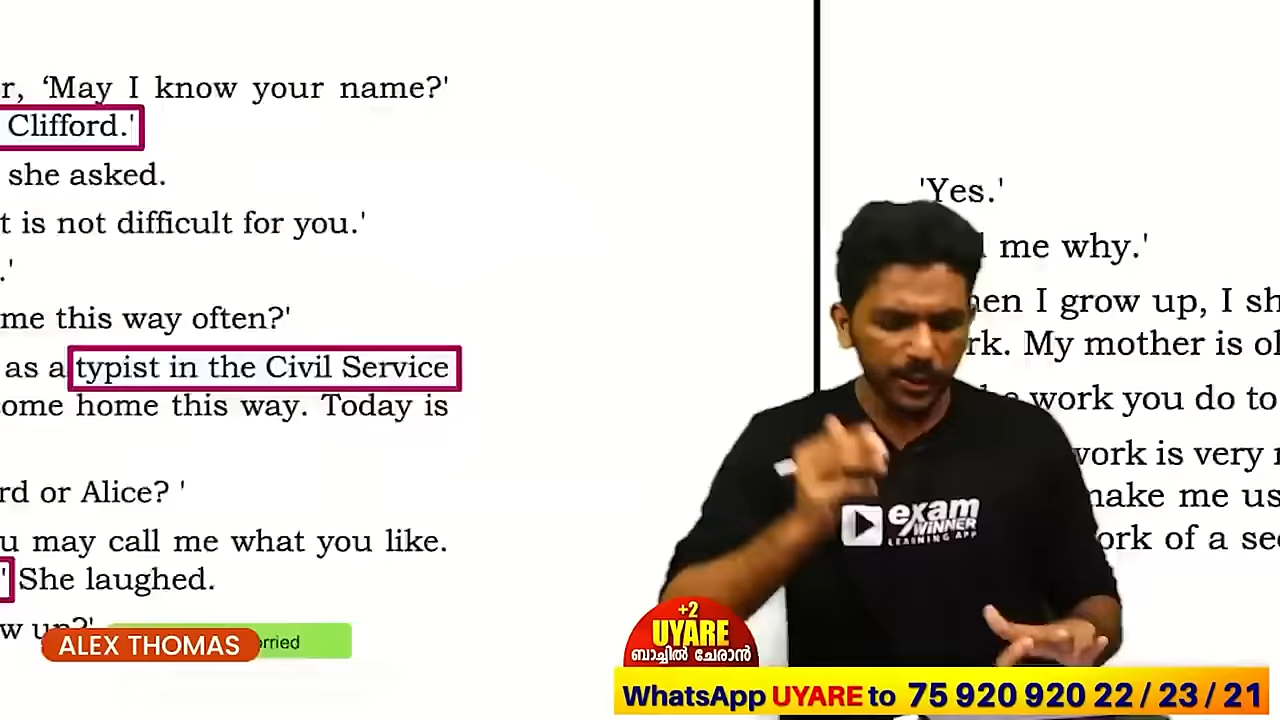 r, ‘May I know your name?'
Clifford.'
she asked.
t is not difficult for you.'
.'
me this way often?'
as a typist in the Civil Service
ome home this way. Today is
rd or Alice? '
u may call me what you like.
' She laughed.
w up?'
ALEX THOMAS
orried
'Yes.'
me why.'
hen I grow up, I sh
rk. My mother is ol
work you do to
work is very
make me us
ork of a se
exam
WINNER
LEARNING APP
+2
UYARE
ബാച്ചിൽ ചേരാൻ
WhatsApp UYARE to 75 920 920 22 / 23 / 21